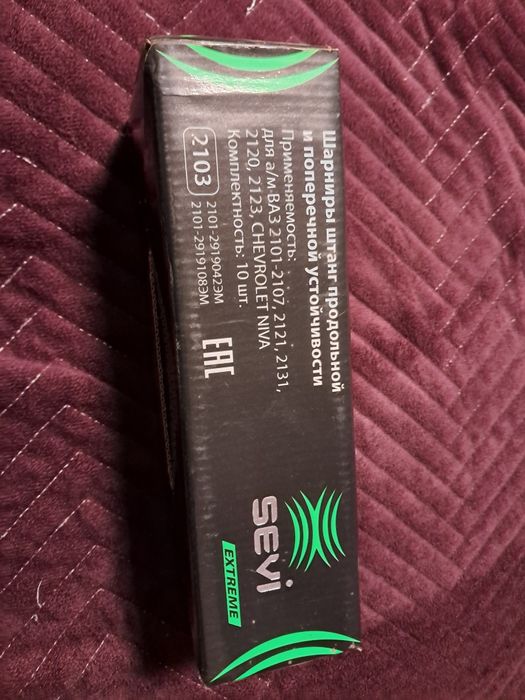 Шарниры штанг продольной
и поперечной устойчивости
Применяемость:
для а/м ВАЗ 2101-2107, 2121, 2131,
2120, 2123, CHEVROLET NIVA
Комплектность: 10 шт.
2103
2101-2919042ЭМ
2101-2919108ЭМ
EAC
SEVI
EXTREME